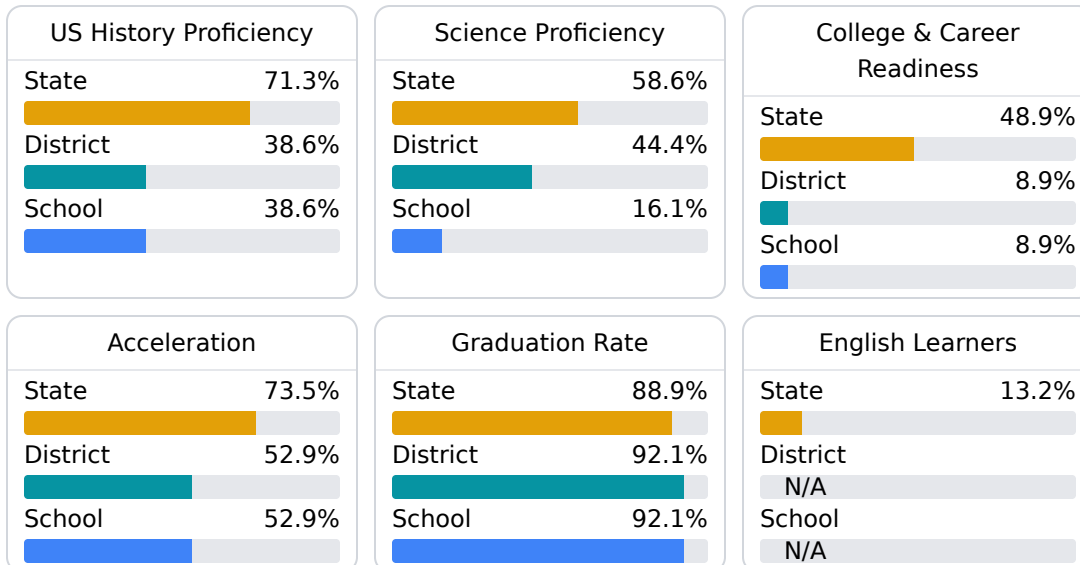 US History Proficiency
State 71.3%
District 38.6%
School 38.6%
Science Proficiency
State 58.6%
District 44.4%
School 16.1%
College & Career
Readiness
State 48.9%
District 8.9%
School 8.9%
Acceleration
State 73.5%
District 52.9%
School 52.9%
Graduation Rate
State 88.9%
District 92.1%
School 92.1%
English Learners
State 13.2%
District
N/A
School
N/A